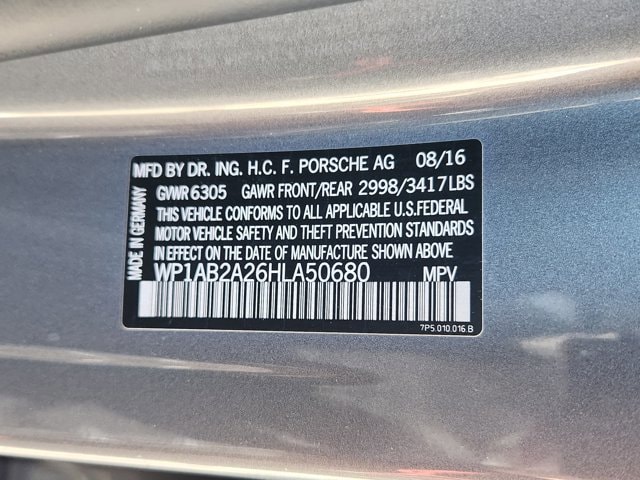 MFD BY DR. ING. H.C. F. PORSCHE AG 08/16
GVWR 6305 GAWR FRONT/REAR 2998/3417LBS
THIS VEHICLE CONFORMS TO ALL APPLICABLE U.S.FEDERAL
MOTOR VEHICLE SAFETY AND THEFT PREVENTION STANDARDS
IN EFFECT ON THE DATE OF MANUFACTURE SHOWN ABOVE.
WP1AB2A26HLA50680 MPV
7P5.010.016.B
MADE IN GERMANY